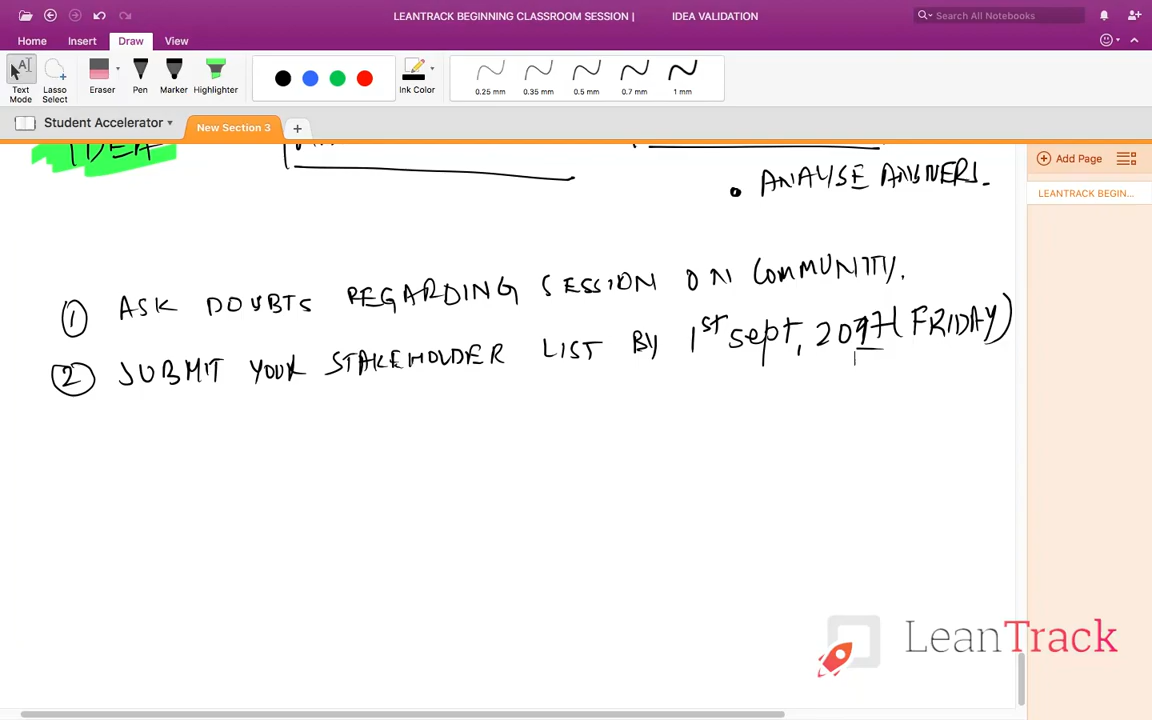 LEANTRACK BEGINNING CLASSROOM SESSION | IDEA VALIDATION
Search All Notebooks
Home Insert Draw View
Text Mode
Lasso Select
Eraser
Pen
Marker
Highlighter
Ink Color
0.25 mm
0.35 mm
0.5 mm
0.7 mm
1 mm
Student Accelerator
New Section 3
+
Add Page
LEANTRACK BEGIN...
IDEA
• ANALYSE ANSWERS.
① ASK DOUBTS REGARDING SESSION ON COMMUNITY.
② SUBMIT YOUR STAKEHOLDER LIST BY 1st Sept, 2017 (FRIDAY)
LeanTrack